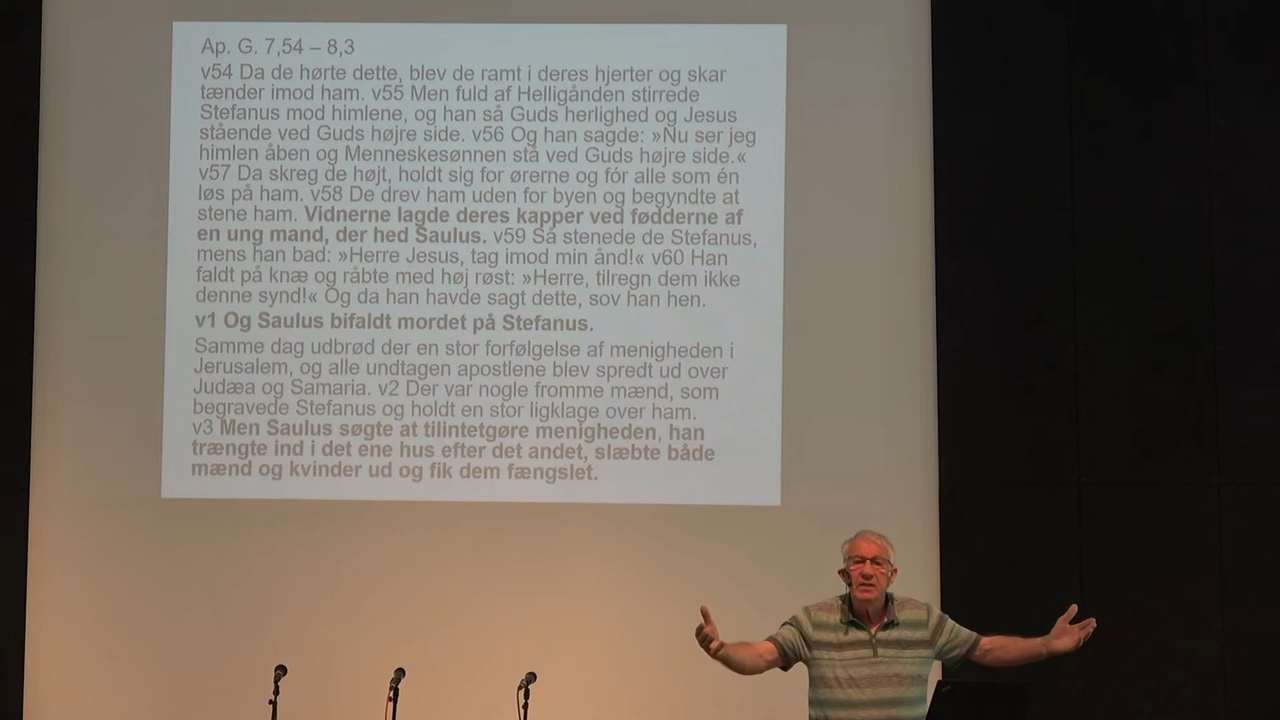 Ap. G. 7,54 – 8,3
v54 Da de hørte dette, blev de ramt i deres hjerter og skar
tænder imod ham. v55 Men fuld af Helligånden stirrede
Stefanus mod himlene, og han så Guds herlighed og Jesus
stående ved Guds højre side. v56 Og han sagde: »Nu ser jeg
himlen åben og Menneskesønnen stå ved Guds højre side.«
v57 Da skreg de højt, holdt sig for ørerne og fór alle som én
løs på ham. v58 De drev ham uden for byen og begyndte at
stene ham. Vidnerne lagde deres kapper ved fødderne af
en ung mand, der hed Saulus. v59 Så stenede de Stefanus,
mens han bad: »Herre Jesus, tag imod min ånd!« v60 Han
faldt på knæ og råbte med høj røst: »Herre, tilregn dem ikke
denne synd!« Og da han havde sagt dette, sov han hen.
v1 Og Saulus bifaldt mordet på Stefanus.
Samme dag udbrød der en stor forfølgelse af menigheden i
Jerusalem, og alle undtagen apostlene blev spredt ud over
Judæa og Samaria. v2 Der var nogle fromme mænd, som
begravede Stefanus og holdt en stor ligklage over ham.
v3 Men Saulus søgte at tilintetgøre menigheden, han
trængte ind i det ene hus efter det andet, slæbte både
mænd og kvinder ud og fik dem fængslet.